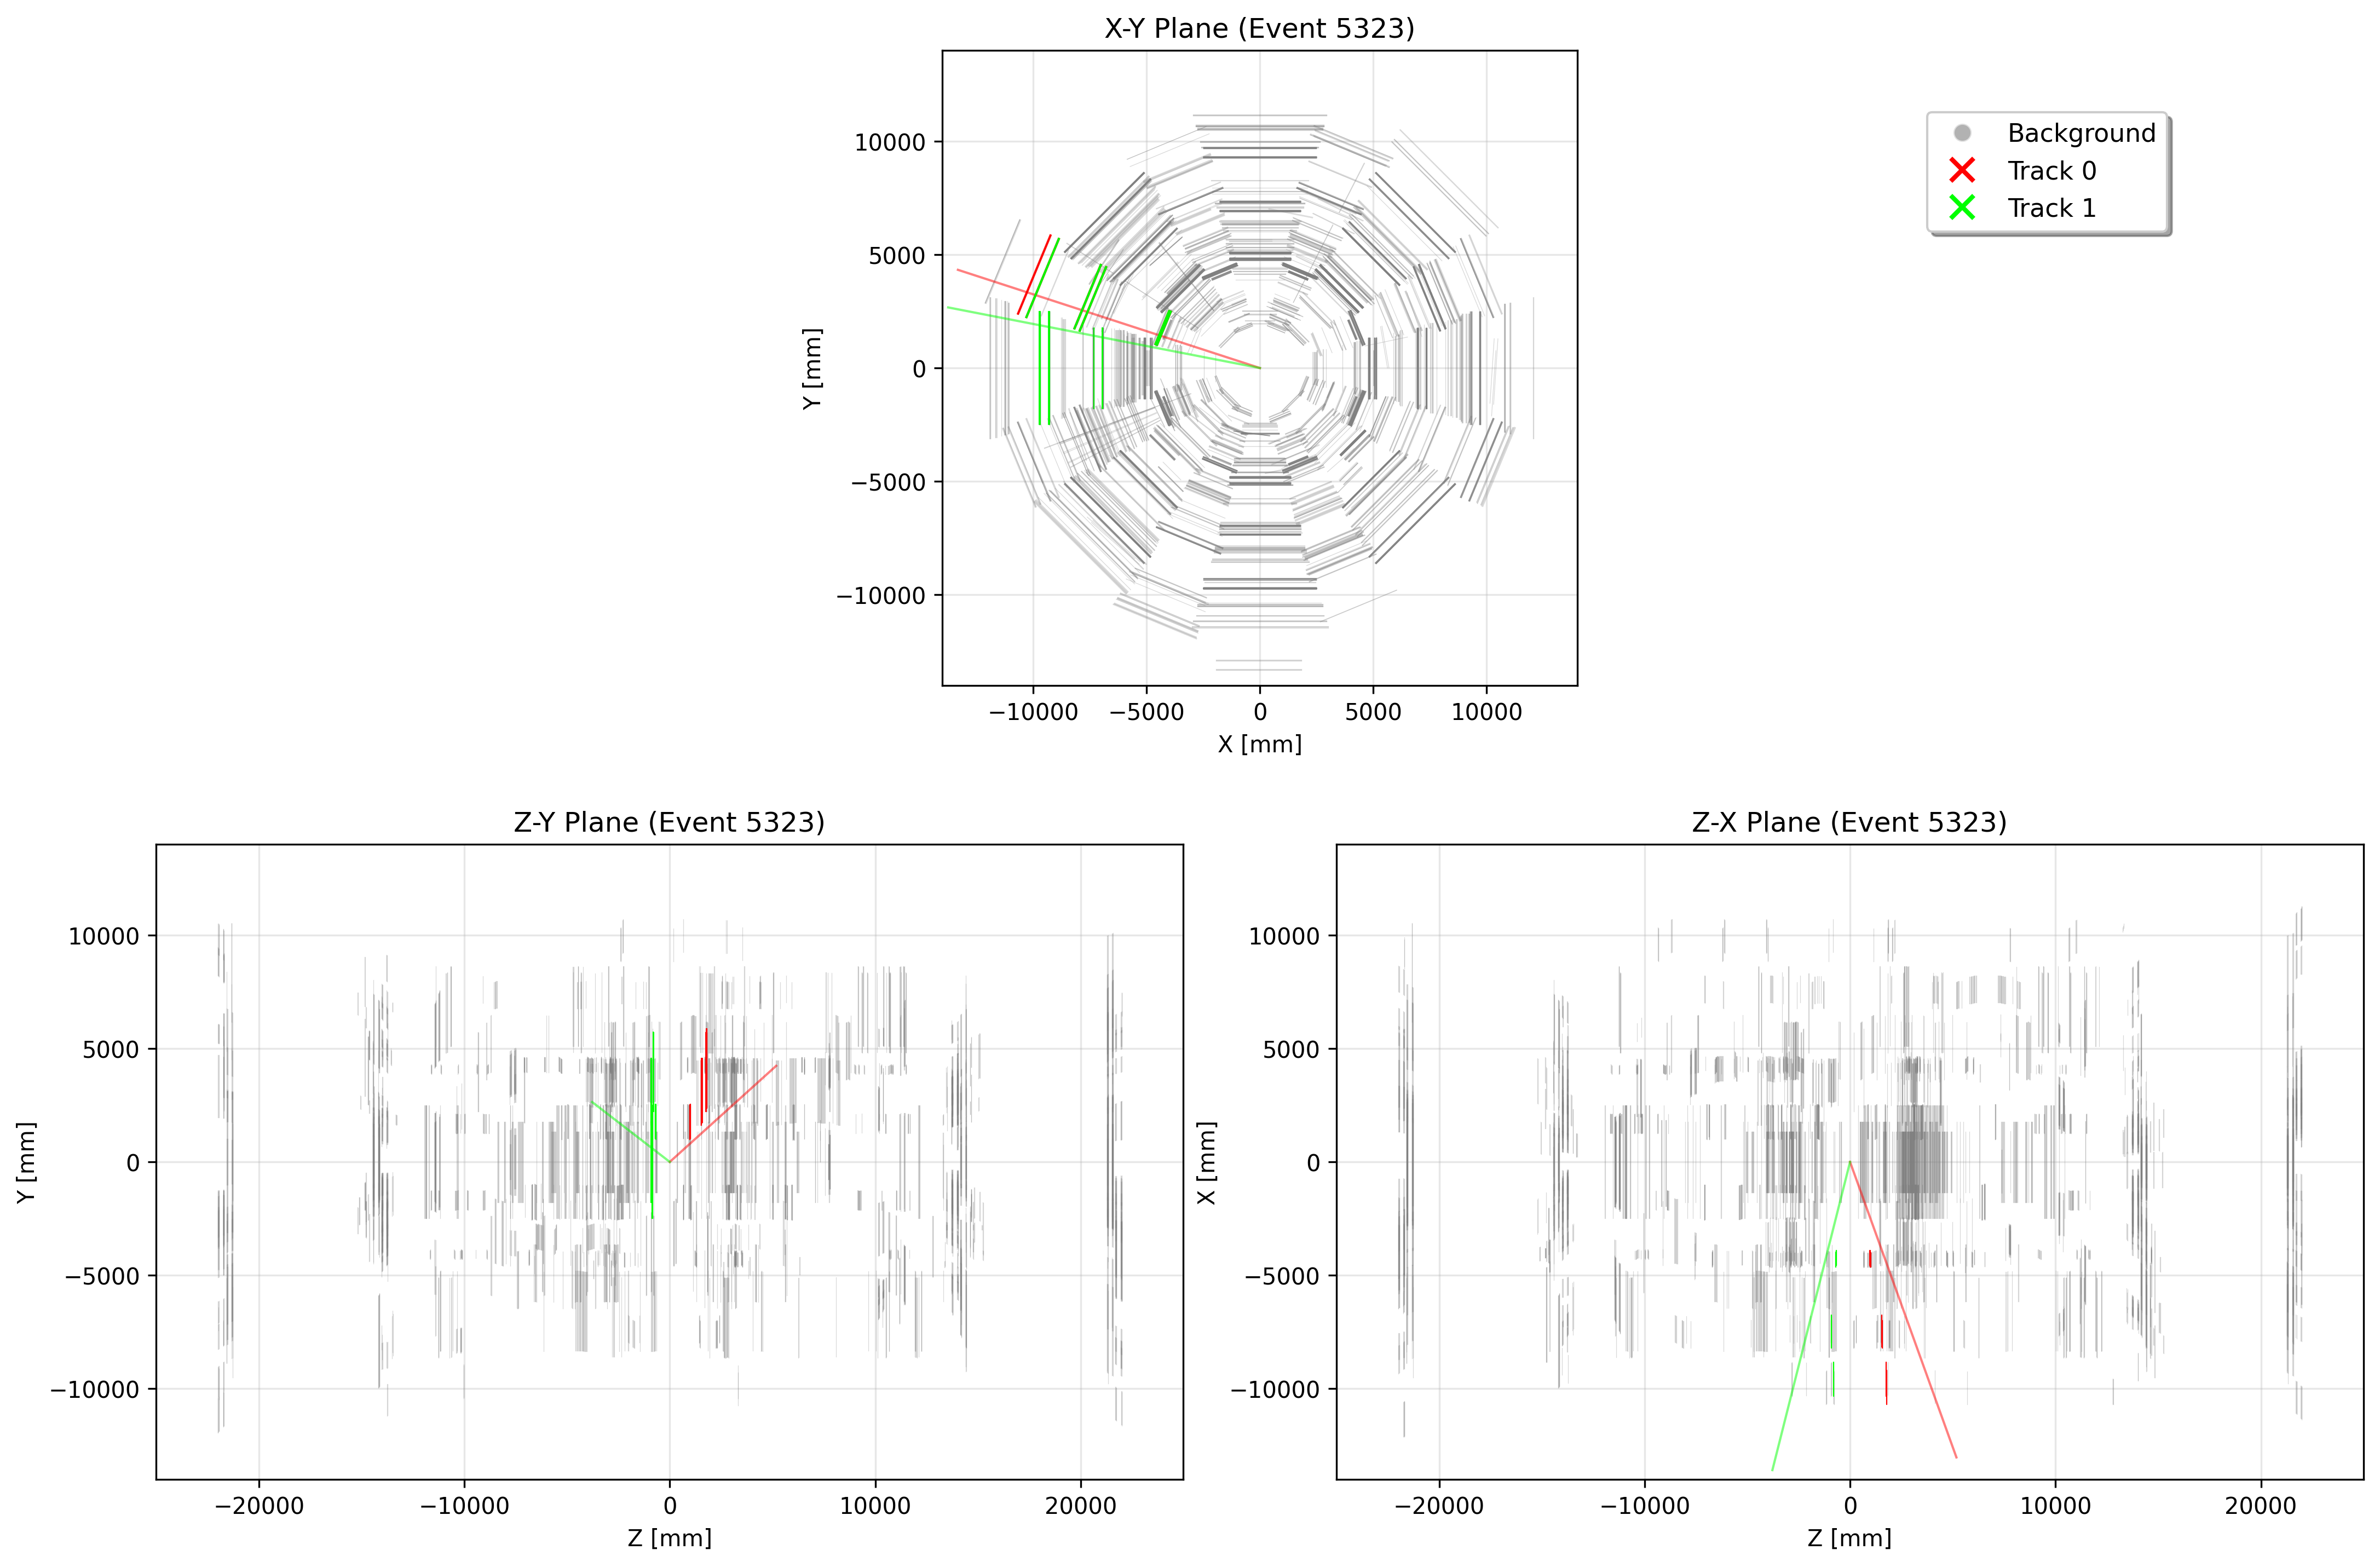 X-Y Plane (Event 5323)
Y [mm]
10000
5000
0
−5000
−10000
−10000 −5000 0 5000 10000
X [mm]
Background
Track 0
Track 1
Z-Y Plane (Event 5323)
Y [mm]
10000
5000
0
−5000
−10000
−20000 −10000 0 10000 20000
Z [mm]
Z-X Plane (Event 5323)
X [mm]
10000
5000
0
−5000
−10000
−20000 −10000 0 10000 20000
Z [mm]